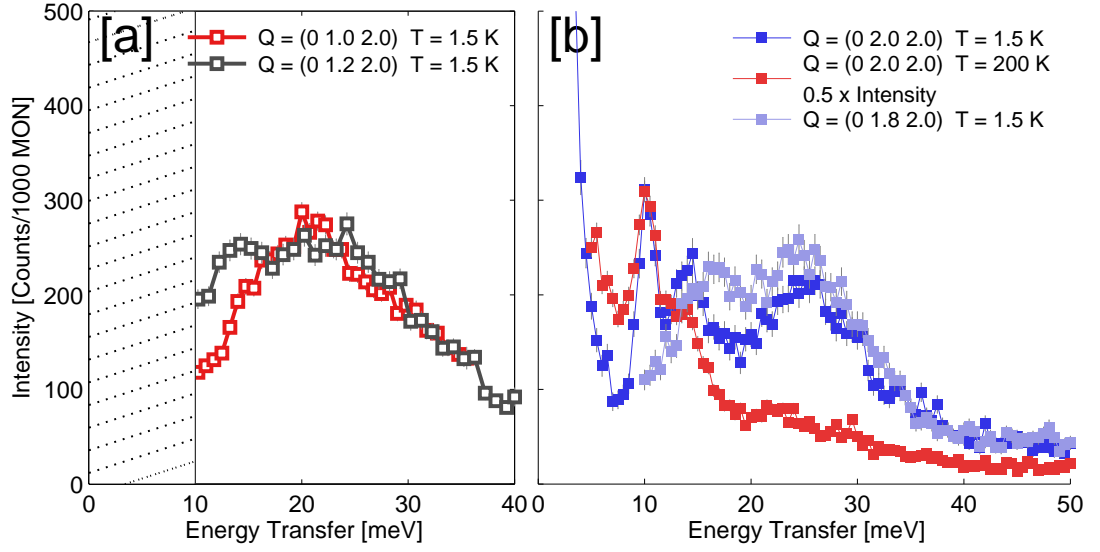 [a]
Q = (0 1.0 2.0) T = 1.5 K
Q = (0 1.2 2.0) T = 1.5 K
Intensity [Counts/1000 MON]
500
400
300
200
100
0
0 10 20 30 40
Energy Transfer [meV]
[b]
Q = (0 2.0 2.0) T = 1.5 K
Q = (0 2.0 2.0) T = 200 K
0.5 x Intensity
Q = (0 1.8 2.0) T = 1.5 K
0 10 20 30 40 50
Energy Transfer [meV]